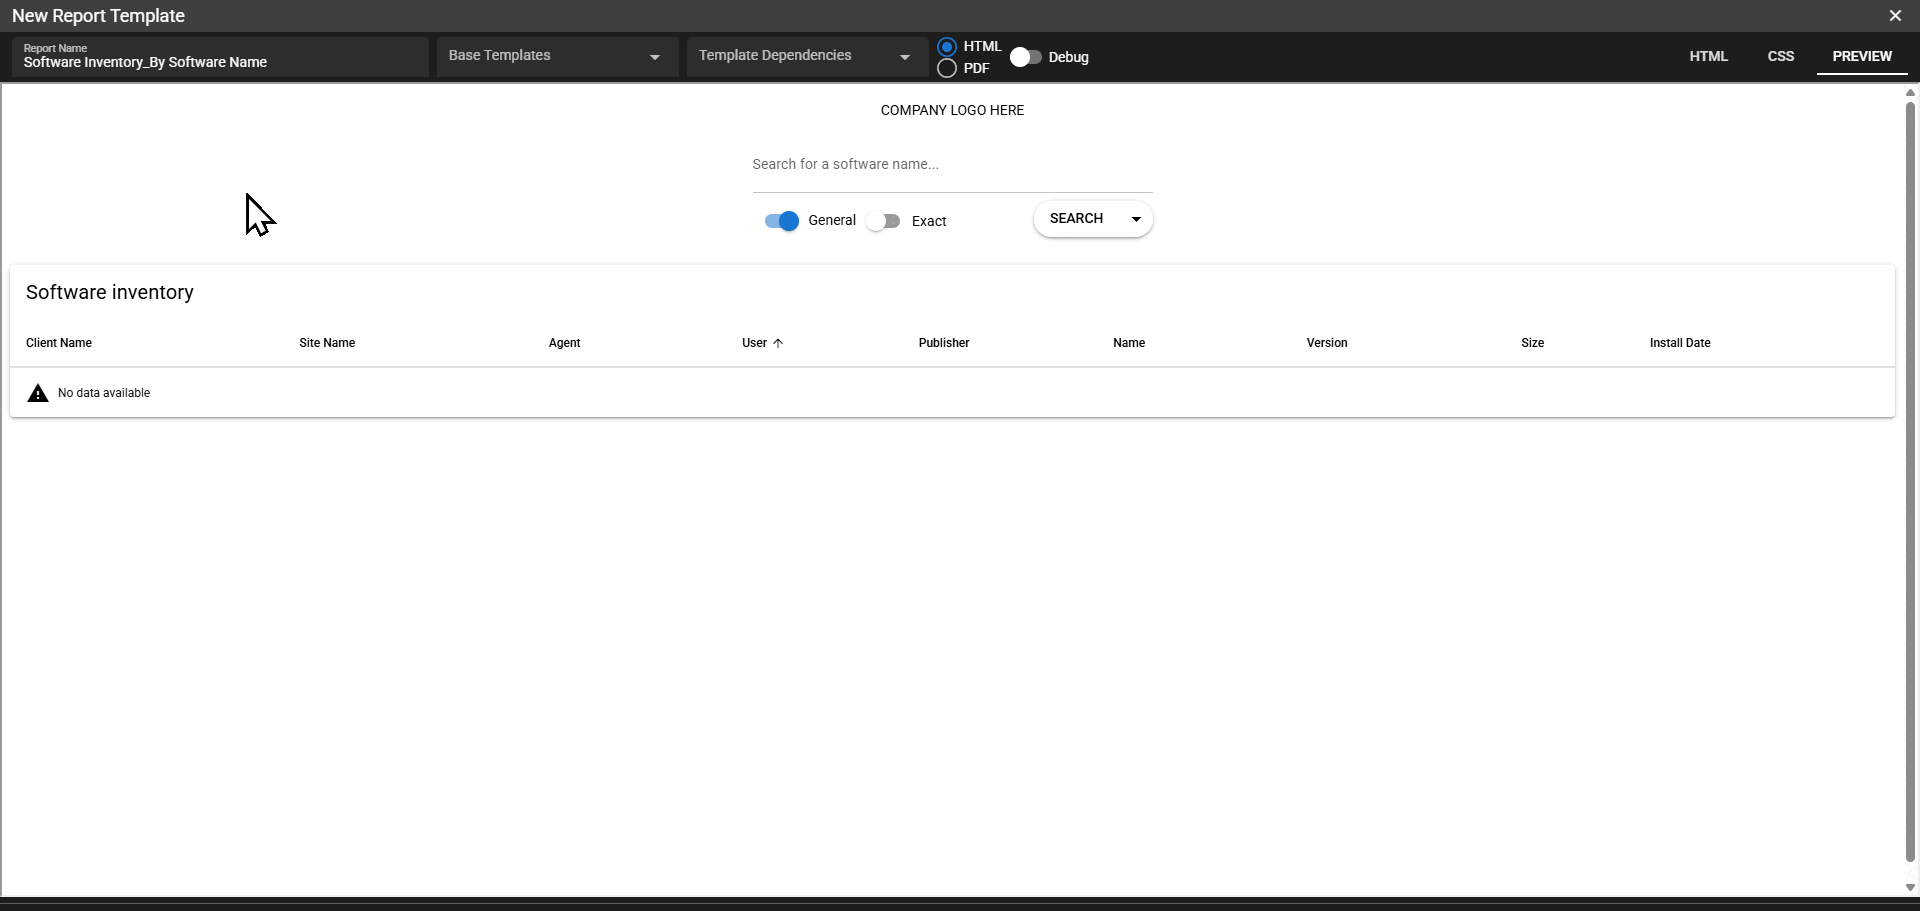 New Report Template
Report Name
Software Inventory_By Software Name
Base Templates
Template Dependencies
HTML
PDF
Debug
HTML
CSS
PREVIEW
COMPANY LOGO HERE
Search for a software name...
General
Exact
SEARCH
Software inventory
Client Name
Site Name
Agent
User
Publisher
Name
Version
Size
Install Date
No data available